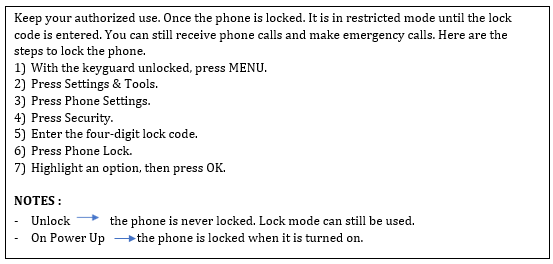 Keep your authorized use. Once the phone is locked. It is in restricted mode until the lock
code is entered. You can still receive phone calls and make emergency calls. Here are the
steps to lock the phone.
1) With the keyguard unlocked, press MENU.
2) Press Settings & Tools.
3) Press Phone Settings.
4) Press Security.
5) Enter the four-digit lock code.
6) Press Phone Lock.
7) Highlight an option, then press OK.
NOTES :
- Unlock → the phone is never locked. Lock mode can still be used.
- On Power Up → the phone is locked when it is turned on.